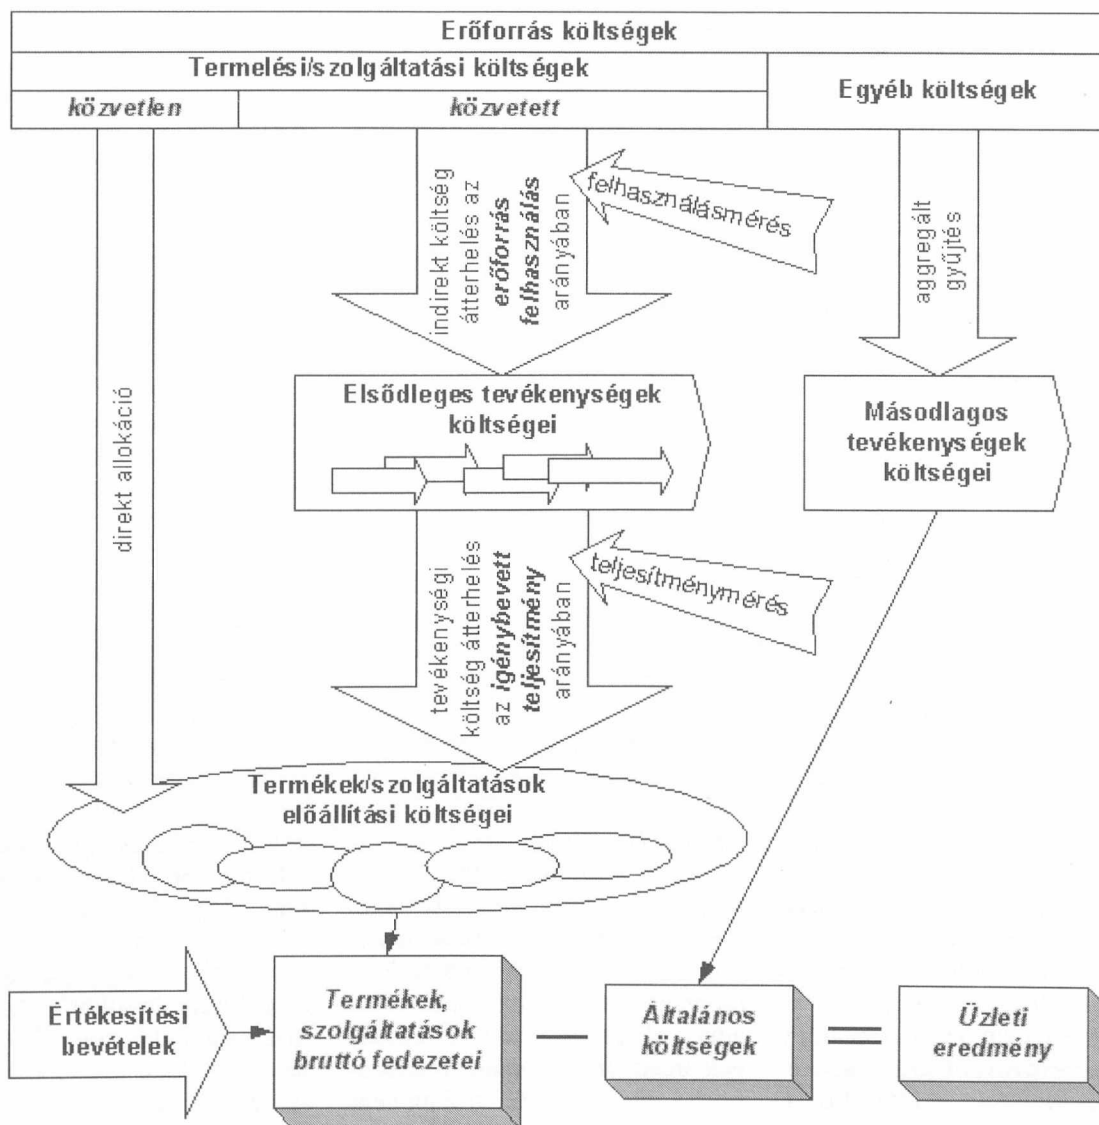 Erőforrás költségek
Termelési/szolgáltatási költségek
Egyéb költségek
közvetlen
közvetett
indirekt költség
átterhelés az
erőforrás
felhasználás
arányában
felhasználásmérés
aggregált
gyűjtés
direkt allokáció
Elsődleges tevékenységek
költségei
Másodlagos
tevékenységek
költségei
tevékenységi
költség átterhelés
az igénybevett
teljesítmény
arányában
teljesítménymérés
Termékek/szolgáltatások
előállítási költségei
Értékesítési
bevételek
Termékek,
szolgáltatások
bruttó fedezetei
—
Általános
költségek
=
Üzleti
eredmény